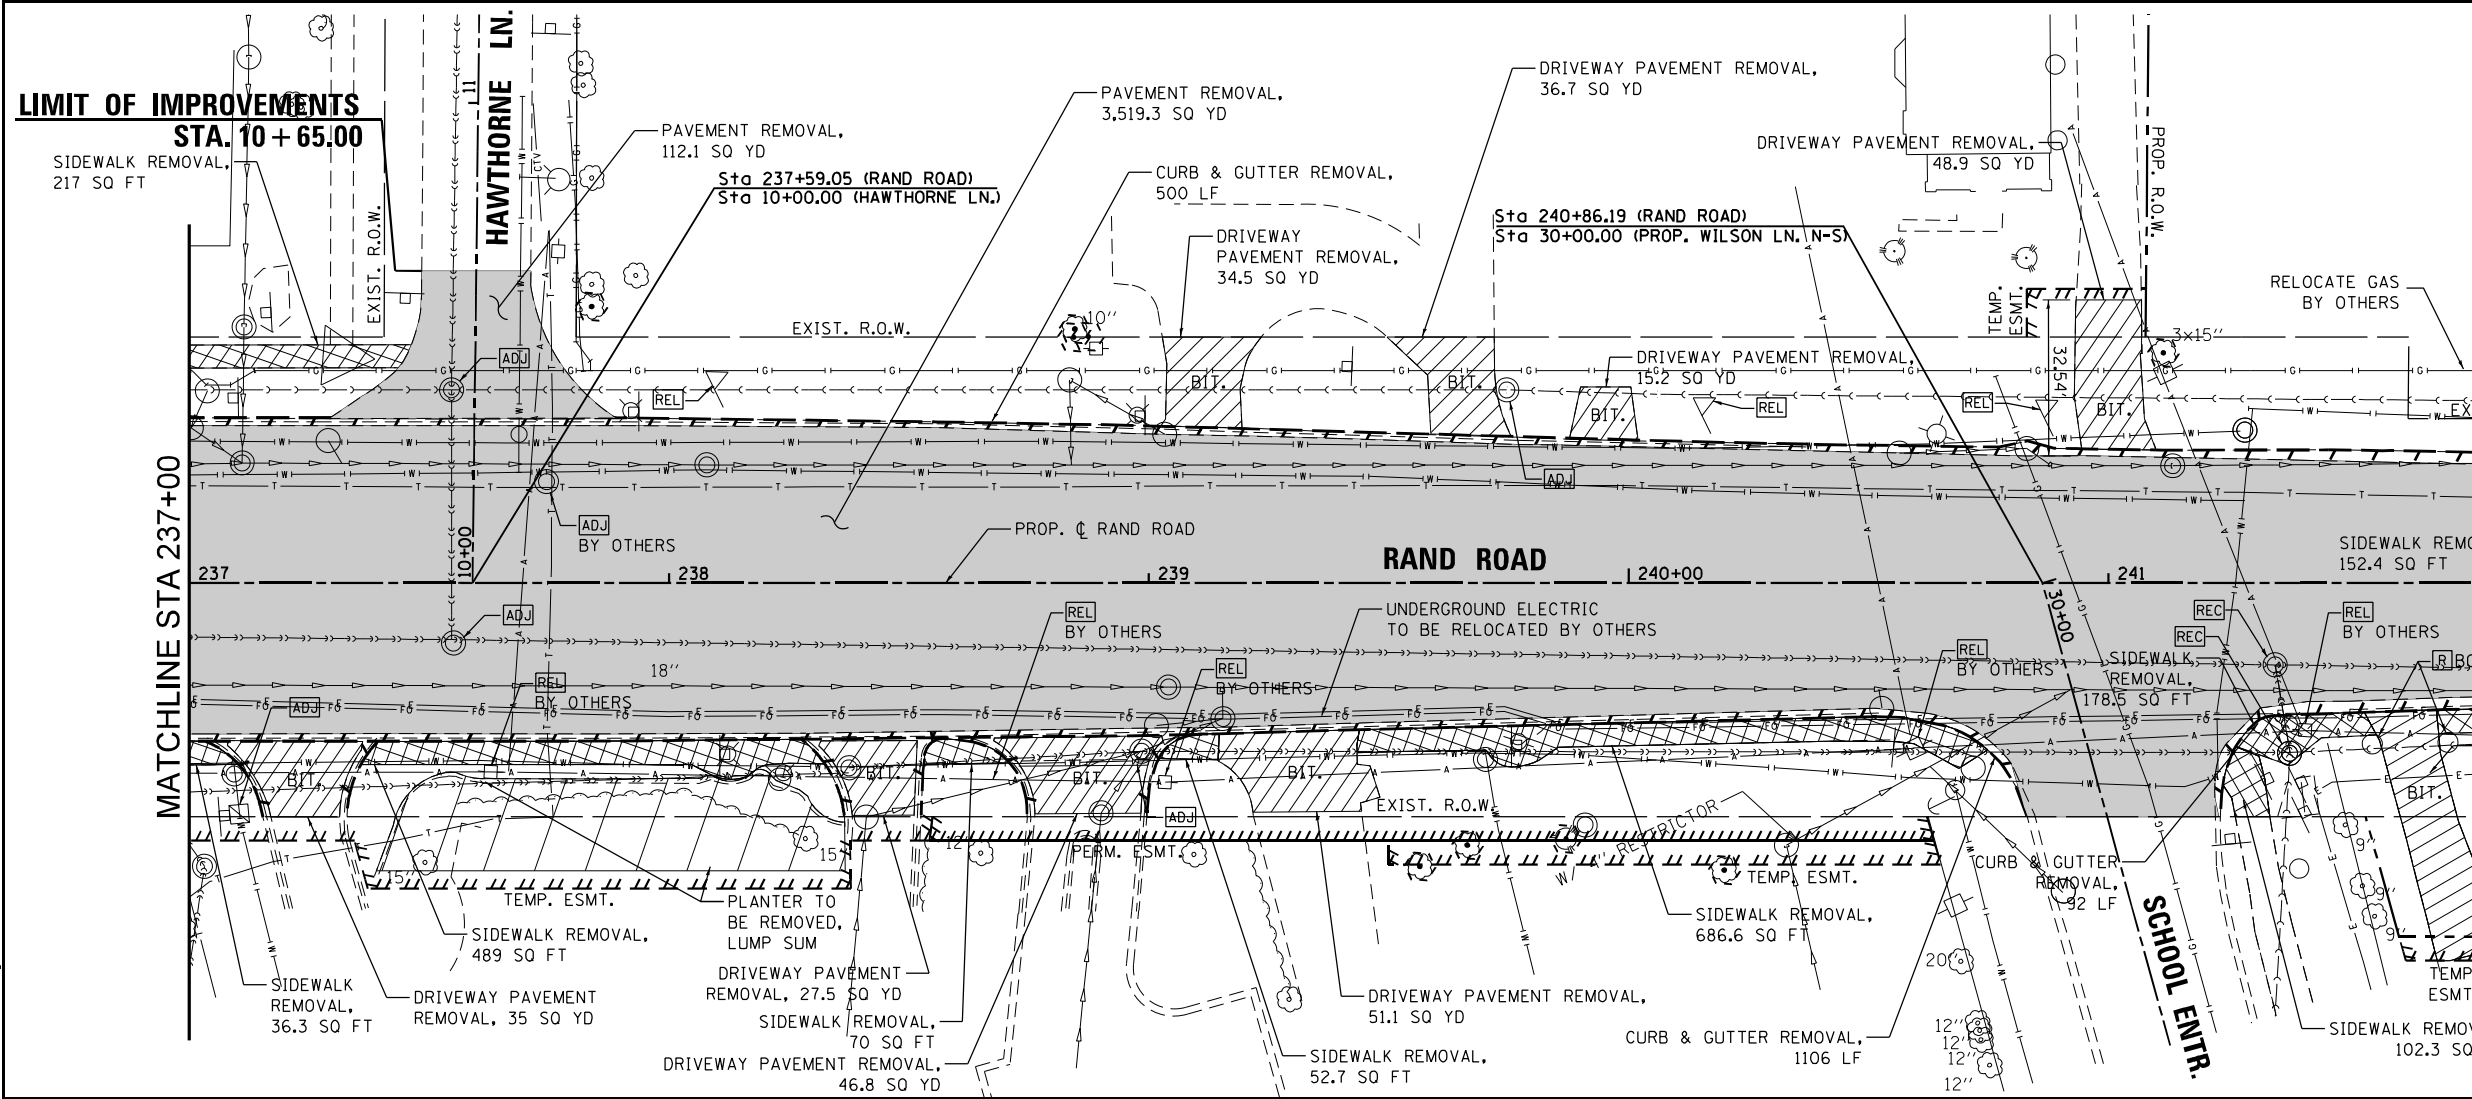 LIMIT OF IMPROVEMENTS
STA. 10 + 65.00
SIDEWALK REMOVAL,
217 SQ FT
EXIST. R.O.W.
HAWTHORNE LN.
11
CTV
PAVEMENT REMOVAL,
112.1 SQ YD
Sta 237+59.05 (RAND ROAD)
Sta 10+00.00 (HAWTHORNE LN.)
PAVEMENT REMOVAL,
3,519.3 SQ YD
CURB & GUTTER REMOVAL,
500 LF
DRIVEWAY
PAVEMENT REMOVAL,
34.5 SQ YD
DRIVEWAY PAVEMENT REMOVAL,
36.7 SQ YD
Sta 240+86.19 (RAND ROAD)
Sta 30+00.00 (PROP. WILSON LN. N-S)
DRIVEWAY PAVEMENT REMOVAL,
48.9 SQ YD
PROP. R.O.W.
RELOCATE GAS
BY OTHERS
TEMP.
ESMT.
32.54'
3x15"
EXIST. R.O.W.
10"
DRIVEWAY PAVEMENT REMOVAL,
15.2 SQ YD
ADJ
REL
BIT.
BIT.
BIT.
REL
REL
BIT.
EX
ADJ
ADJ
BY OTHERS
PROP. ℄ RAND ROAD
RAND ROAD
SIDEWALK REMO
152.4 SQ FT
MATCHLINE STA 237+00
10+00
237
238
239
240+00
241
30+00
ADJ
REL
BY OTHERS
UNDERGROUND ELECTRIC
TO BE RELOCATED BY OTHERS
REC
REC
REL
BY OTHERS
REL
BY OTHERS
REL
BY OTHERS
SIDEWALK
REMOVAL,
178.5 SQ FT
R BO
18"
ADJ
REL
BY OTHERS
BIT.
BIT.
BIT.
BIT.
BIT.
EXIST. R.O.W.
ADJ
PERM. ESMT.
W/ 4" RESTRICTOR
15"
15"
12"
TEMP. ESMT.
TEMP. ESMT.
CURB & GUTTER
REMOVAL,
92 LF
9"
9"
9"
PLANTER TO
BE REMOVED,
LUMP SUM
SIDEWALK REMOVAL,
489 SQ FT
SIDEWALK REMOVAL,
686.6 SQ FT
SCHOOL ENTR.
20"
TEMP
ESMT
SIDEWALK
REMOVAL,
36.3 SQ FT
DRIVEWAY PAVEMENT
REMOVAL, 35 SQ YD
DRIVEWAY PAVEMENT
REMOVAL, 27.5 SQ YD
SIDEWALK REMOVAL,
70 SQ FT
DRIVEWAY PAVEMENT REMOVAL,
46.8 SQ YD
DRIVEWAY PAVEMENT REMOVAL,
51.1 SQ YD
SIDEWALK REMOVAL,
52.7 SQ FT
CURB & GUTTER REMOVAL,
1106 LF
12"
12"
12"
12"
SIDEWALK REMOV
102.3 SQ